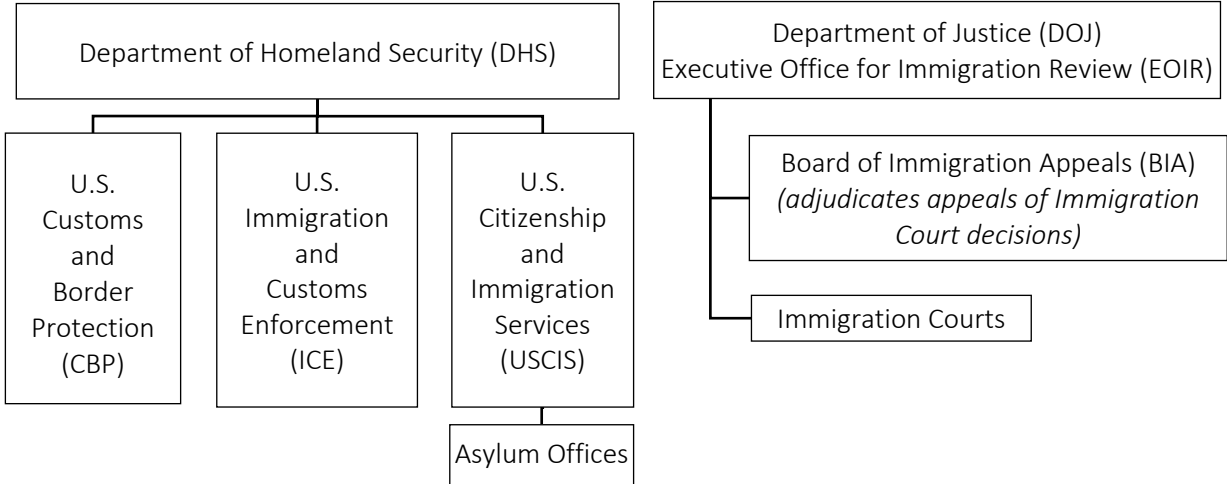 Department of Homeland Security (DHS)
U.S.
Customs
and
Border
Protection
(CBP)
U.S.
Immigration
and
Customs
Enforcement
(ICE)
U.S.
Citizenship
and
Immigration
Services
(USCIS)
Asylum Offices
Department of Justice (DOJ)
Executive Office for Immigration Review (EOIR)
Board of Immigration Appeals (BIA)
(adjudicates appeals of Immigration
Court decisions)
Immigration Courts